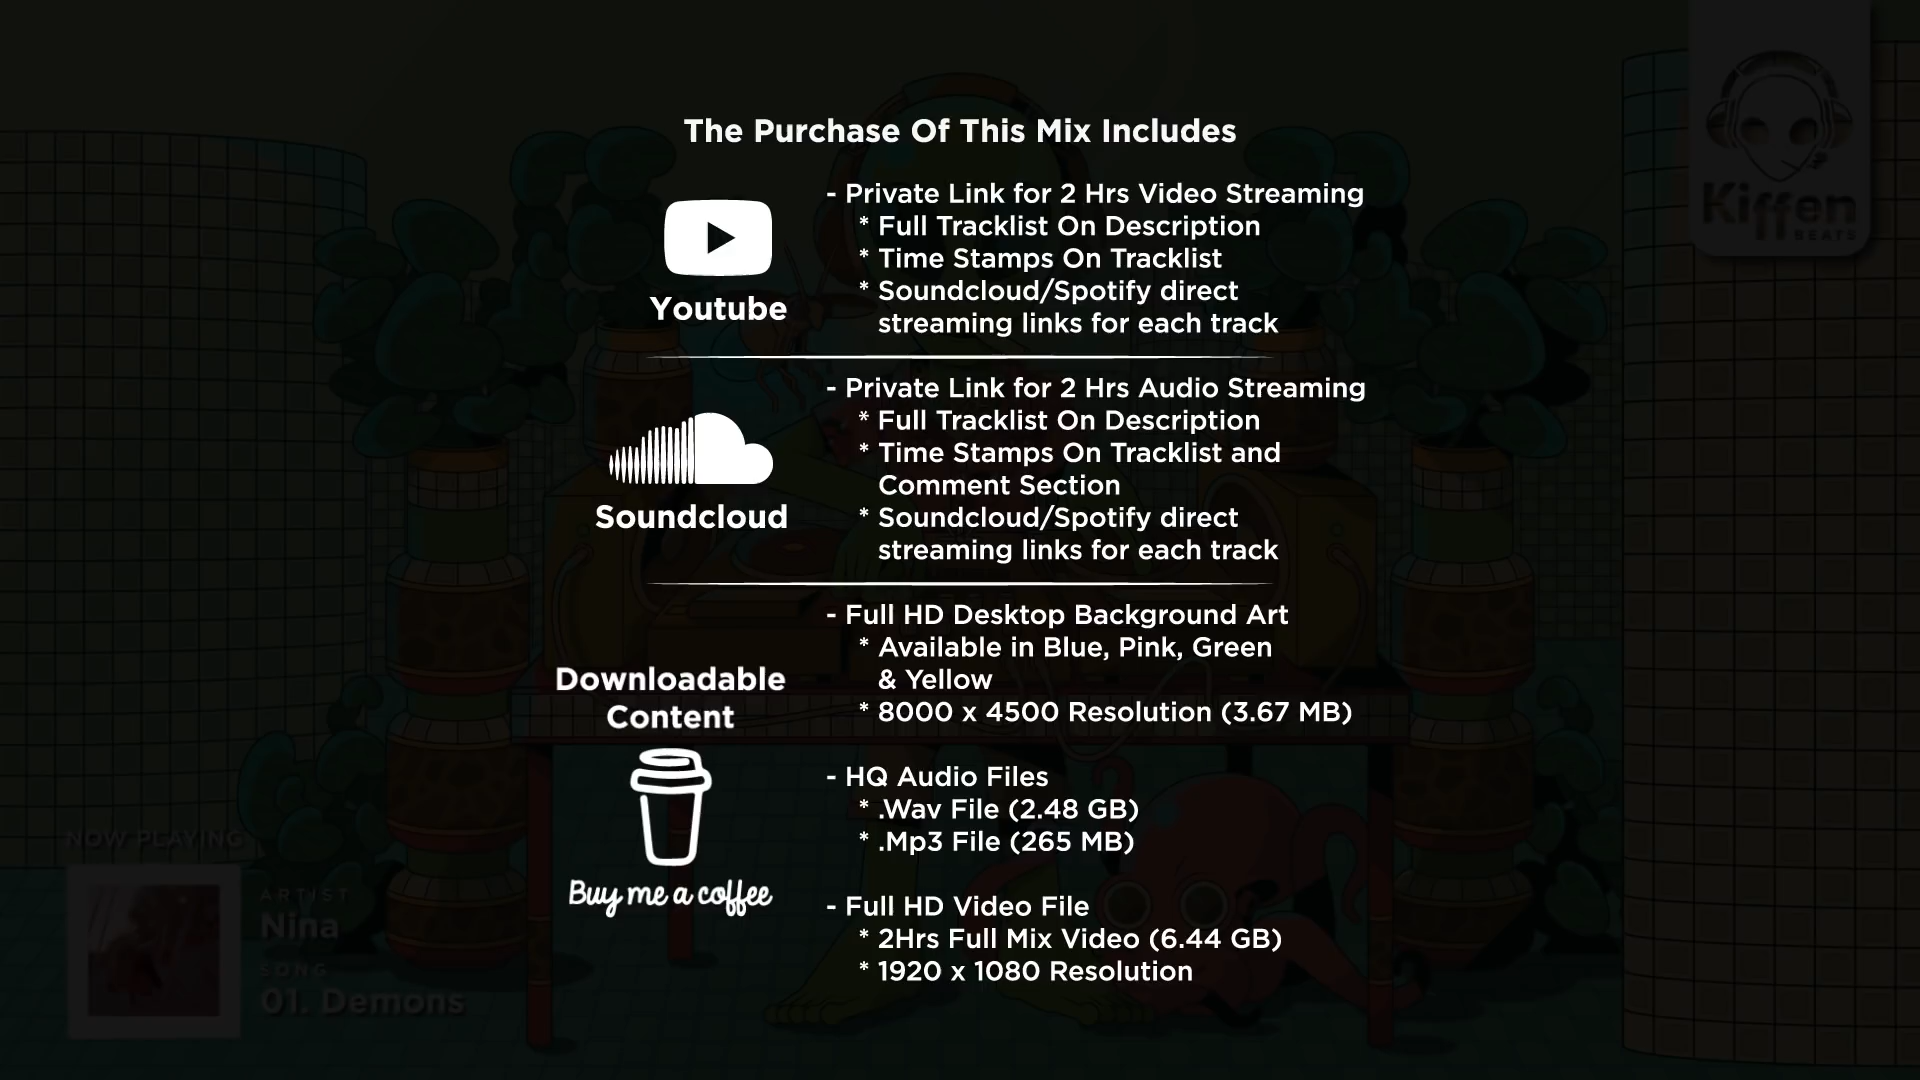 The Purchase Of This Mix Includes
- Private Link for 2 Hrs Video Streaming
* Full Tracklist On Description
* Time Stamps On Tracklist
* Soundcloud/Spotify direct
streaming links for each track
Youtube
- Private Link for 2 Hrs Audio Streaming
* Full Tracklist On Description
* Time Stamps On Tracklist and
Comment Section
* Soundcloud/Spotify direct
streaming links for each track
Soundcloud
Downloadable
Content
Buy me a coffee
- Full HD Desktop Background Art
* Available in Blue, Pink, Green
& Yellow
* 8000 x 4500 Resolution (3.67 MB)
- HQ Audio Files
* .Wav File (2.48 GB)
* .Mp3 File (265 MB)
- Full HD Video File
* 2Hrs Full Mix Video (6.44 GB)
* 1920 x 1080 Resolution
Kiffen
BEATS
NOW PLAYING
ARTIST
Nina
SONG
01. Demons